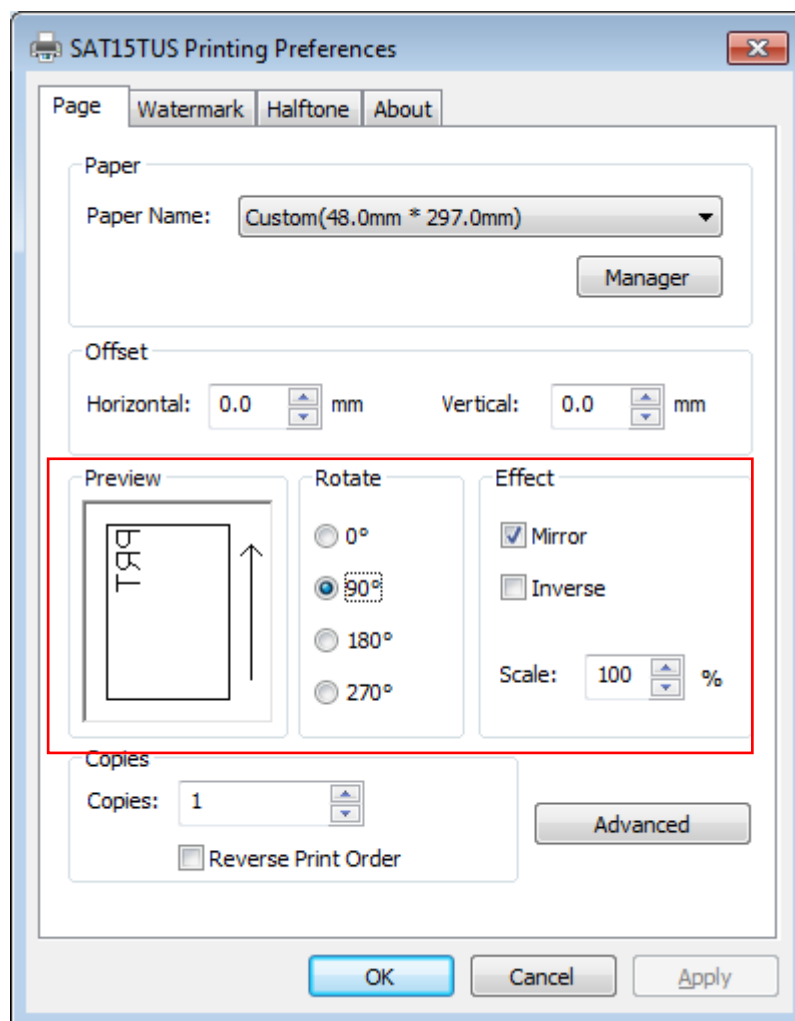 SAT15TUS Printing Preferences
Page Watermark Halftone About
Paper
Paper Name: Custom(48.0mm * 297.0mm)
Manager
Offset
Horizontal: 0.0 mm Vertical: 0.0 mm
Preview Rotate Effect
PRT
0° Mirror
90° Inverse
180°
270°
Scale: 100 %
Copies
Copies: 1
Advanced
Reverse Print Order
OK Cancel Apply